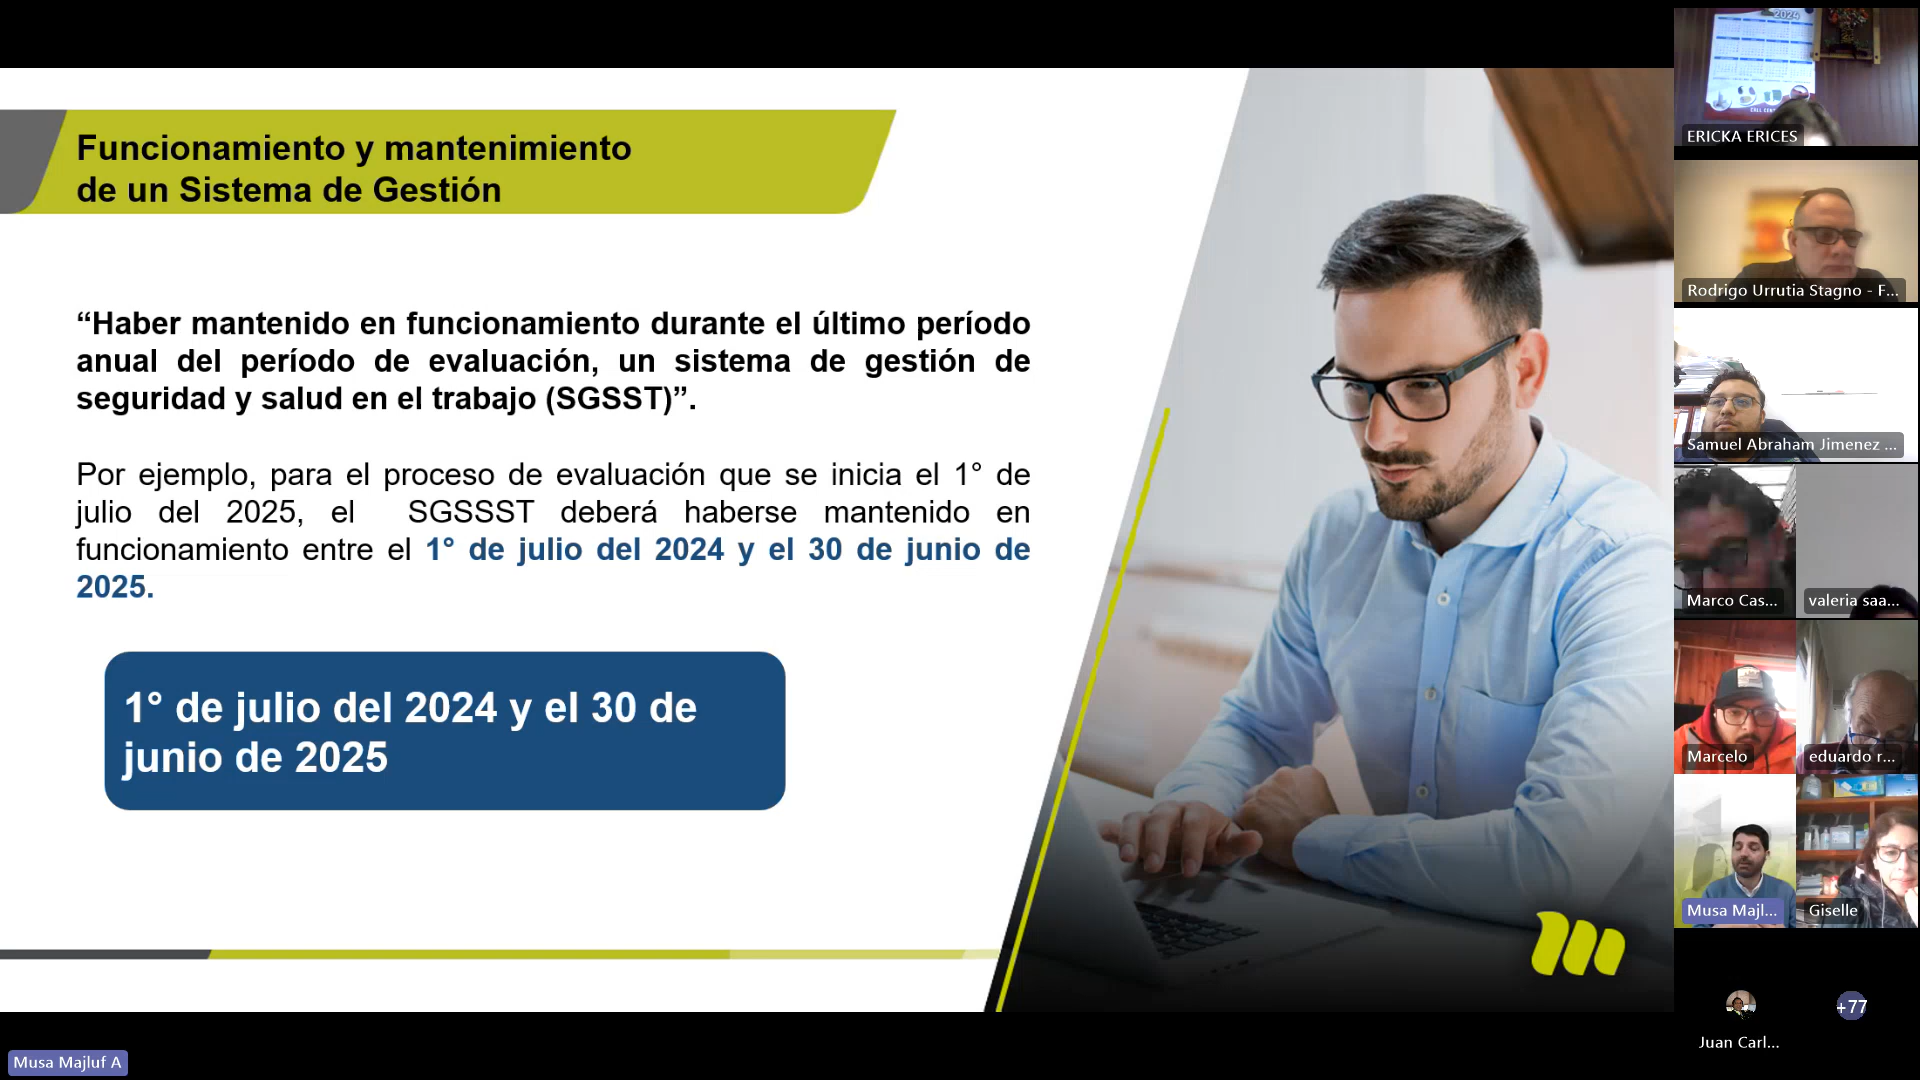 Funcionamiento y mantenimiento
de un Sistema de Gestión
“Haber mantenido en funcionamiento durante el último período
anual del período de evaluación, un sistema de gestión de
seguridad y salud en el trabajo (SGSST)”.
Por ejemplo, para el proceso de evaluación que se inicia el 1° de
julio del 2025, el SGSSST deberá haberse mantenido en
funcionamiento entre el 1° de julio del 2024 y el 30 de junio de
2025.
1° de julio del 2024 y el 30 de
junio de 2025
Musa Majluf A
2024
ERICKA ERICES
Rodrigo Urrutia Stagno - F...
Samuel Abraham Jimenez ...
Marco Cas...
valeria saa...
Marcelo
eduardo r...
Musa Majl...
Giselle
Juan Carl...
+77